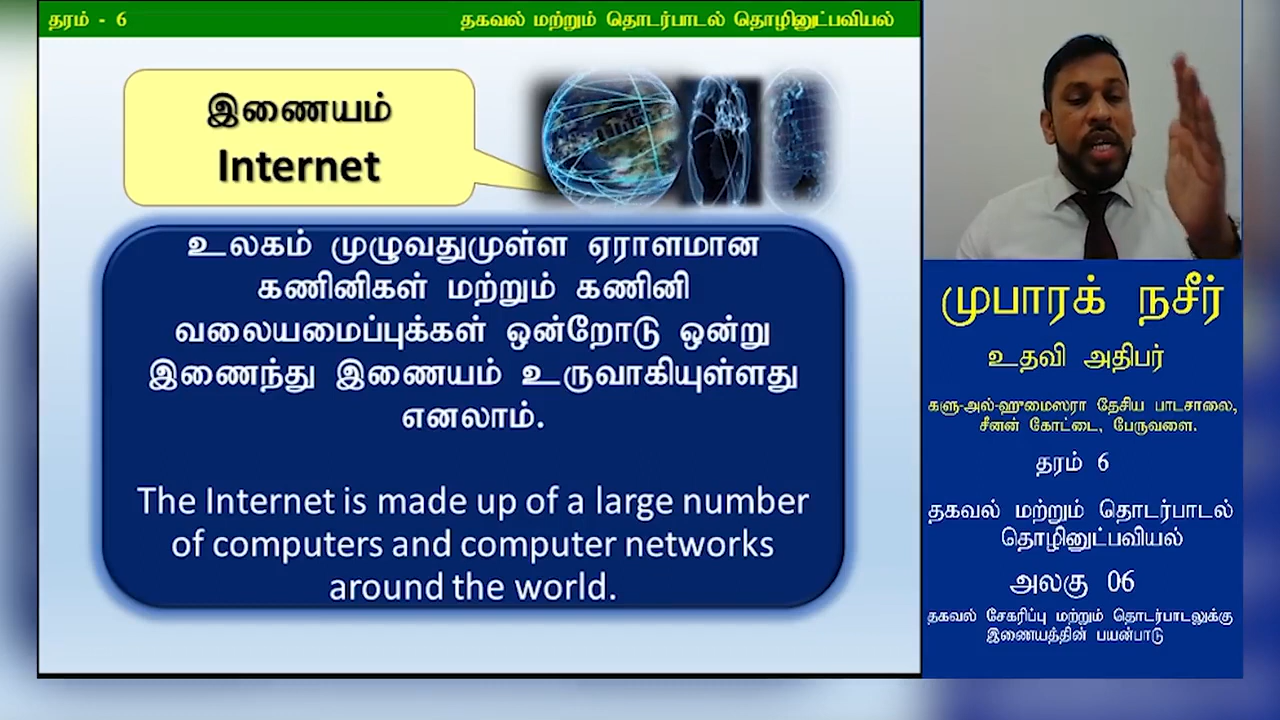 தரம் - 6
தகவல் மற்றும் தொடர்பாடல் தொழினுட்பவியல்
இணையம்
Internet
உலகம் முழுவதுமுள்ள ஏராளமான
கணினிகள் மற்றும் கணினி
வலையமைப்புக்கள் ஒன்றோடு ஒன்று
இணைந்து இணையம் உருவாகியுள்ளது
எனலாம்.
The Internet is made up of a large number
of computers and computer networks
around the world.
முபாரக் நசீர்
உதவி அதிபர்
களு-அல்-ஹுமைஸரா தேசிய பாடசாலை,
சீனன் கோட்டை, பேருவளை.
தரம் 6
தகவல் மற்றும் தொடர்பாடல்
தொழினுட்பவியல்
அலகு 06
தகவல் சேகரிப்பு மற்றும் தொடர்பாடலுக்கு
இணையத்தின் பயன்பாடு